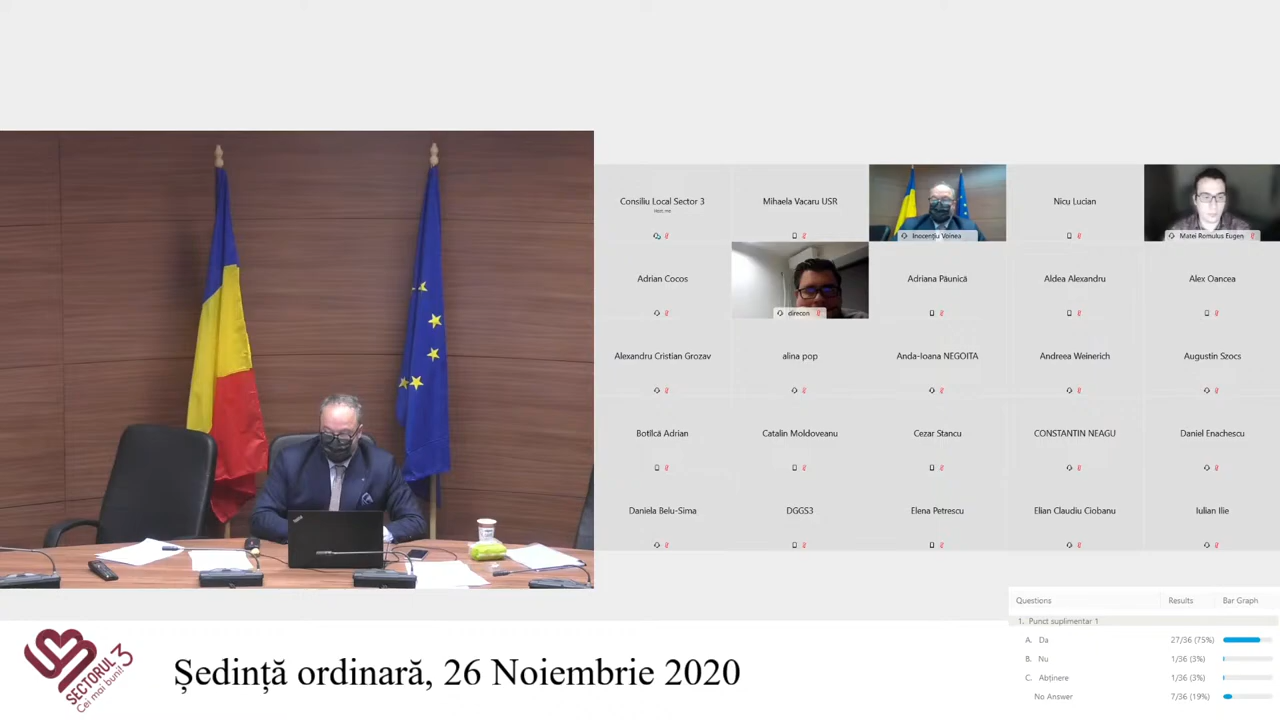 Consiliu Local Sector 3
Mihaela Vacaru USR
Inocențiu Voinea
Nicu Lucian
Matei Romulus Eugen
Adrian Cocos
direcon
Adriana Păunică
Aldea Alexandru
Alex Oancea
Alexandru Cristian Grozav
alina pop
Anda-Ioana NEGOITA
Andreea Weinerich
Augustin Szocs
Botîlcă Adrian
Catalin Moldoveanu
Cezar Stancu
CONSTANTIN NEAGU
Daniel Enachescu
Daniela Belu-Sima
DGGS3
Elena Petrescu
Elian Claudiu Ciobanu
Iulian Ilie
Questions Results Bar Graph
1. Punct suplimentar 1
A. Da 27/36 (75%)
B. Nu 1/36 (3%)
C. Abținere 1/36 (3%)
No Answer 7/36 (19%)
SECTORUL 3
Cei mai buni!
Ședință ordinară, 26 Noiembrie 2020